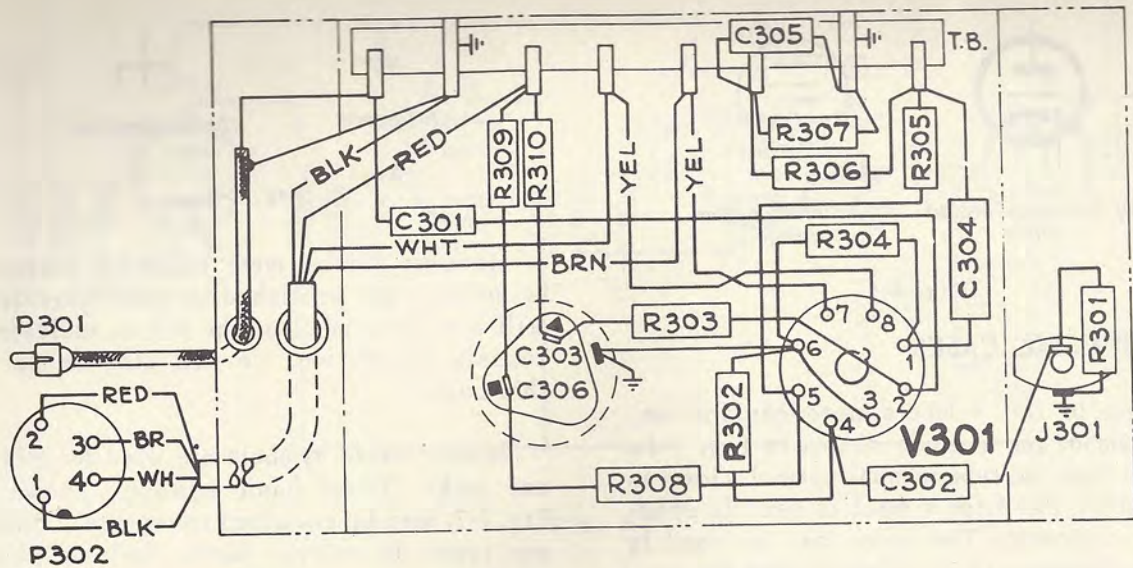 C305
T.B.
R307
R306
R305
R309
R310
BLK
RED
YEL
YEL
C301
WHT
BRN
R304
C304
P301
R303
7
8
6
1
C303
C306
5
2
4
3
R302
V301
R301
J301
R308
C302
RED
2
3
BR
4
WH
1
BLK
P302